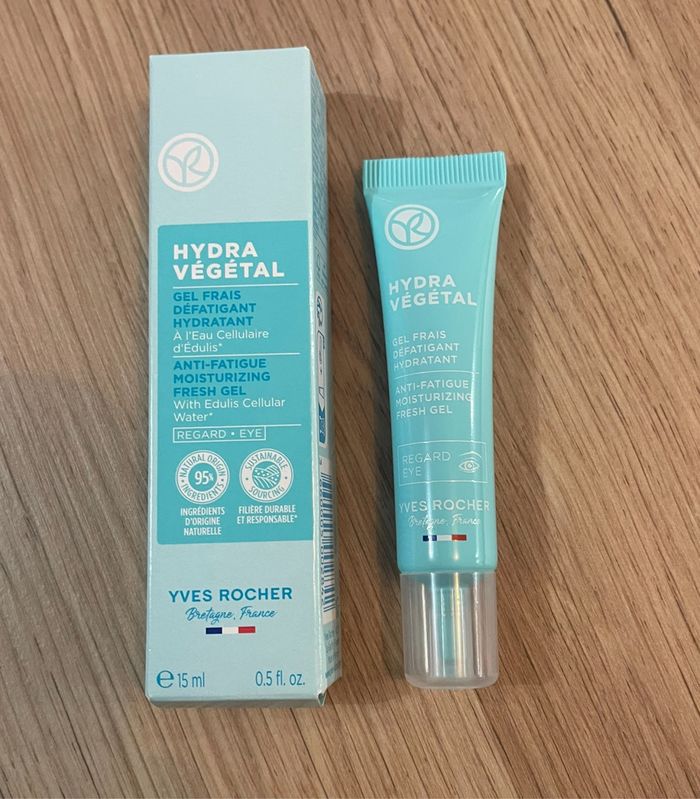 HYDRA
VÉGÉTAL
GEL FRAIS
DÉFATIGANT
HYDRATANT
À l'Eau Cellulaire
d'Édulis*
ANTI-FATIGUE
MOISTURIZING
FRESH GEL
With Edulis Cellular
Water*
REGARD • EYE
NATURAL ORIGIN
95%
INGREDIENTS
SUSTAINABLE
SOURCING
INGRÉDIENTS
D'ORIGINE
NATURELLE
FILIÈRE DURABLE
ET RESPONSABLE*
YVES ROCHER
Bretagne, France
e 15 ml
0.5 fl. oz.
HYDRA
VÉGÉTAL
GEL FRAIS
DÉFATIGANT
HYDRATANT
ANTI-FATIGUE
MOISTURIZING
FRESH GEL
REGARD
EYE
YVES ROCHER
Bretagne, France